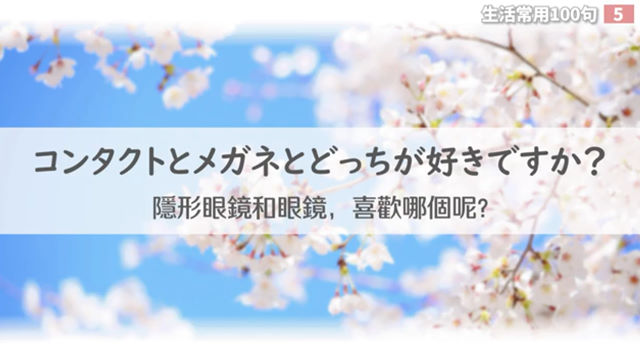 生活常用100句 5
コンタクトとメガネとどっちが好きですか?
隱形眼鏡和眼鏡，喜歡哪個呢?